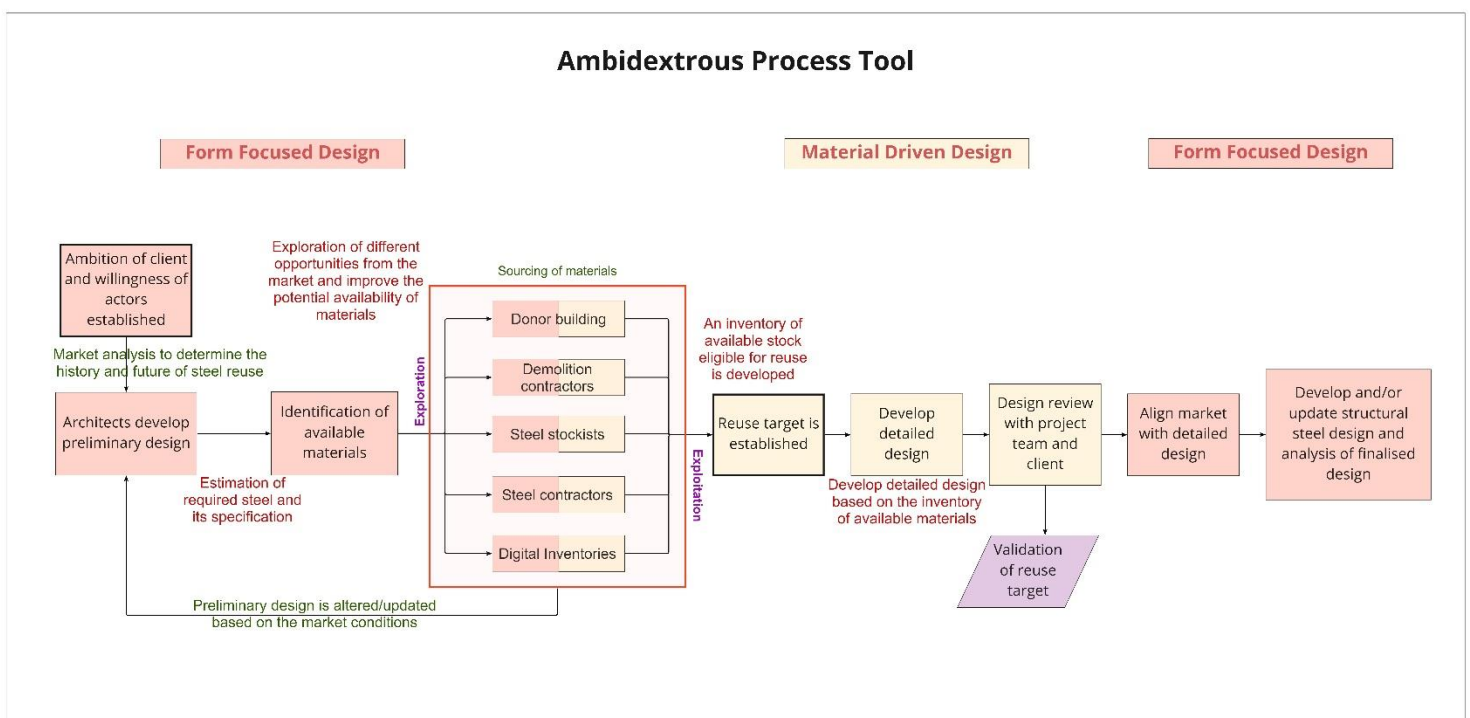 Ambidextrous Process Tool
Form Focused Design
Material Driven Design
Form Focused Design
Ambition of client
and willingness of
actors
established
Market analysis to determine the
history and future of steel reuse
Architects develop
preliminary design
Estimation of
required steel and
its specification
Identification of
available
materials
Exploration of different
opportunities from the
market and improve the
potential availability of
materials
Exploration
Sourcing of materials
Donor building
Demolition
contractors
Steel stockists
Steel contractors
Digital Inventories
Preliminary design is altered/updated
based on the market conditions
Exploitation
An inventory of
available stock
eligible for reuse
is developed
Reuse target is
established
Develop
detailed
design
Develop detailed design
based on the inventory
of available materials
Design review
with project
team and
client
Validation
of reuse
target
Align market
with detailed
design
Develop and/or
update structural
steel design and
analysis of finalised
design